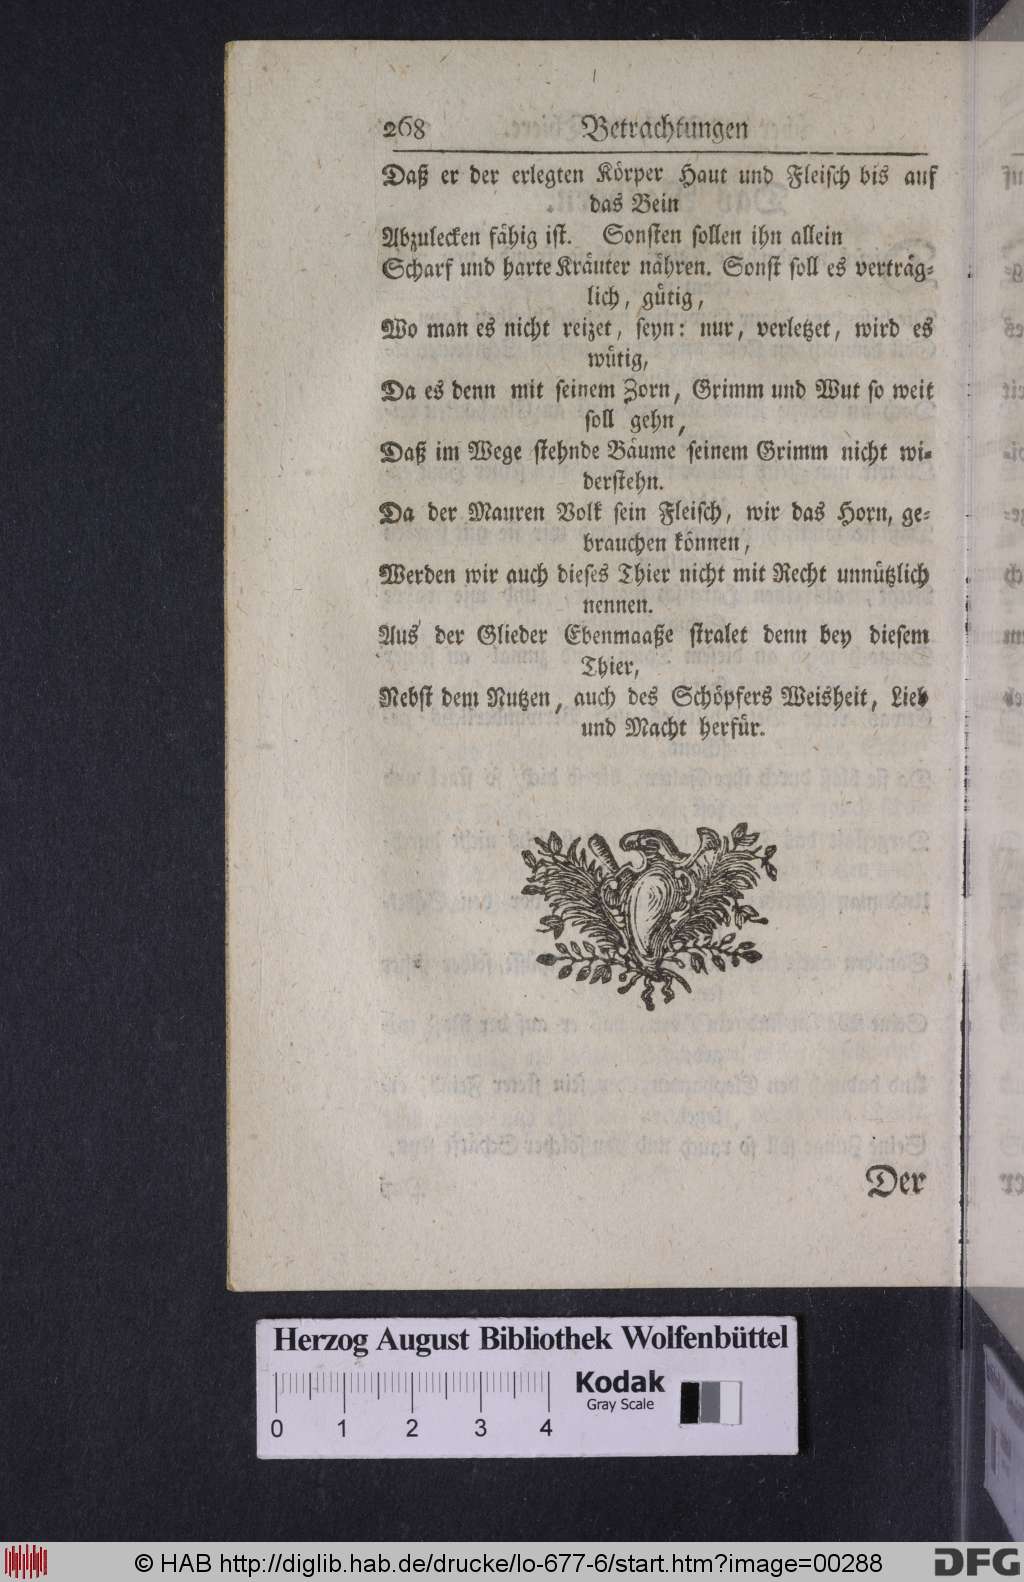 268 Betrachtungen
Daß er der erlegten Körper Haut und Fleisch bis auf
das Bein
Abzulecken fähig ist. Sonsten sollen ihn allein
Scharf und harte Kräuter nähren. Sonst soll es verträg-
lich, gütig,
Wo man es nicht reizet, seyn: nur, verletzet, wird es
wütig,
Da es denn mit seinem Zorn, Grimm und Wut so weit
soll gehn,
Daß im Wege stehnde Bäume seinem Grimm nicht wi-
derstehn.
Da der Mauren Volk sein Fleisch, wir das Horn, ge-
brauchen können,
Werden wir auch dieses Thier nicht mit Recht unnützlich
nennen.
Aus der Glieder Ebenmaaße stralet denn bey diesem
Thier,
Nebst dem Nutzen, auch des Schöpfers Weisheit, Lieb
und Macht herfür.
Der
Herzog August Bibliothek Wolfenbüttel
Kodak
Gray Scale
0 1 2 3 4
© HAB http://diglib.hab.de/drucke/lo-677-6/start.htm?image=00288
DFG